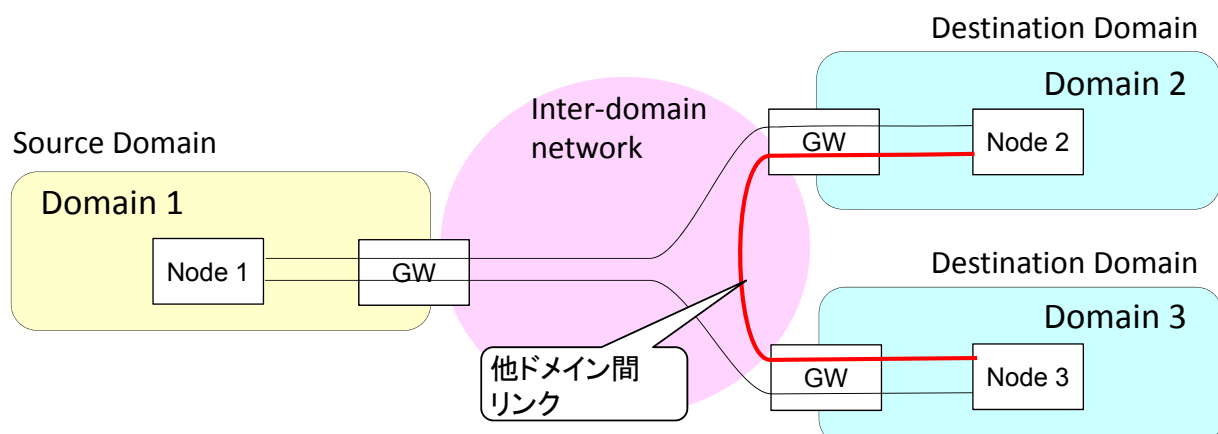 Destination Domain
Domain 2
Inter-domain
network
GW
Node 2
Source Domain
Domain 1
Node 1
GW
Destination Domain
Domain 3
他ドメイン間
リンク
GW
Node 3